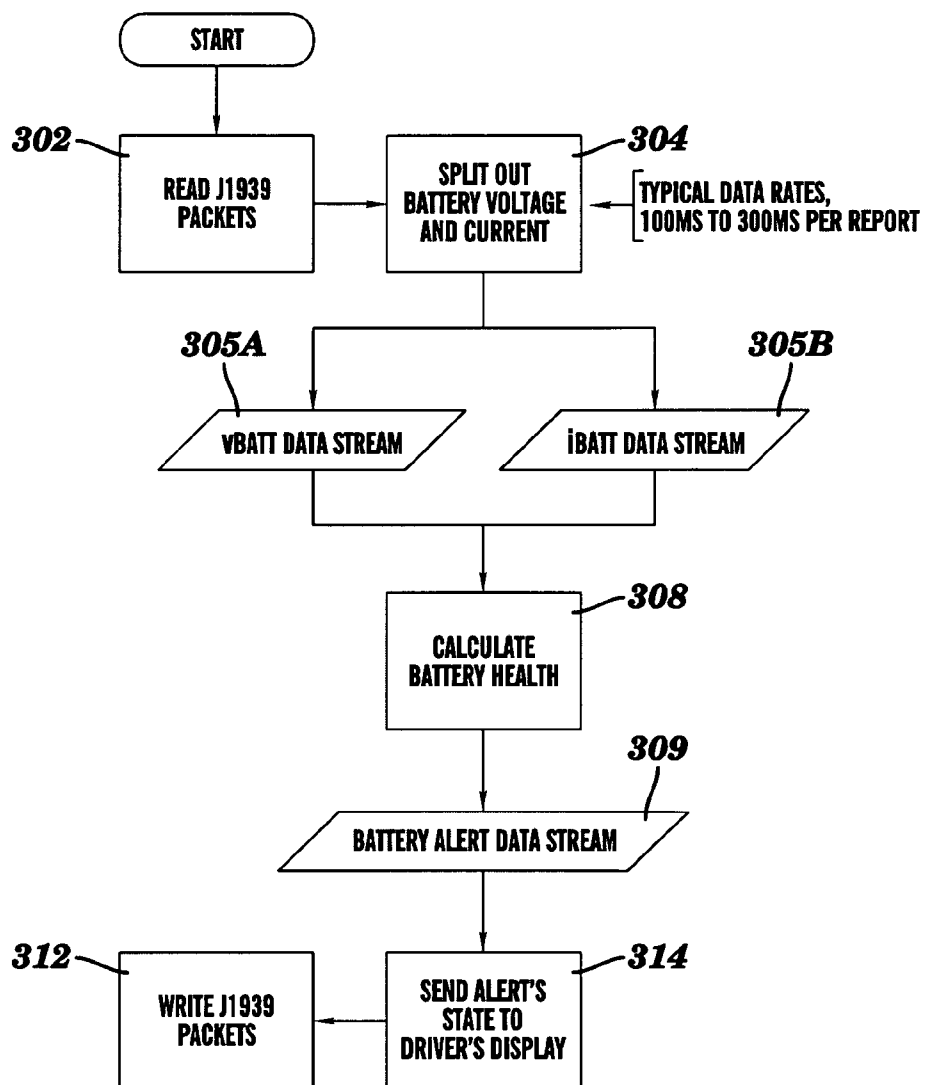 START
302
READ J1939
PACKETS
304
SPLIT OUT
BATTERY VOLTAGE
AND CURRENT
TYPICAL DATA RATES,
100MS TO 300MS PER REPORT
305A
vBATT DATA STREAM
305B
iBATT DATA STREAM
308
CALCULATE
BATTERY HEALTH
309
BATTERY ALERT DATA STREAM
312
WRITE J1939
PACKETS
314
SEND ALERT'S
STATE TO
DRIVER'S DISPLAY